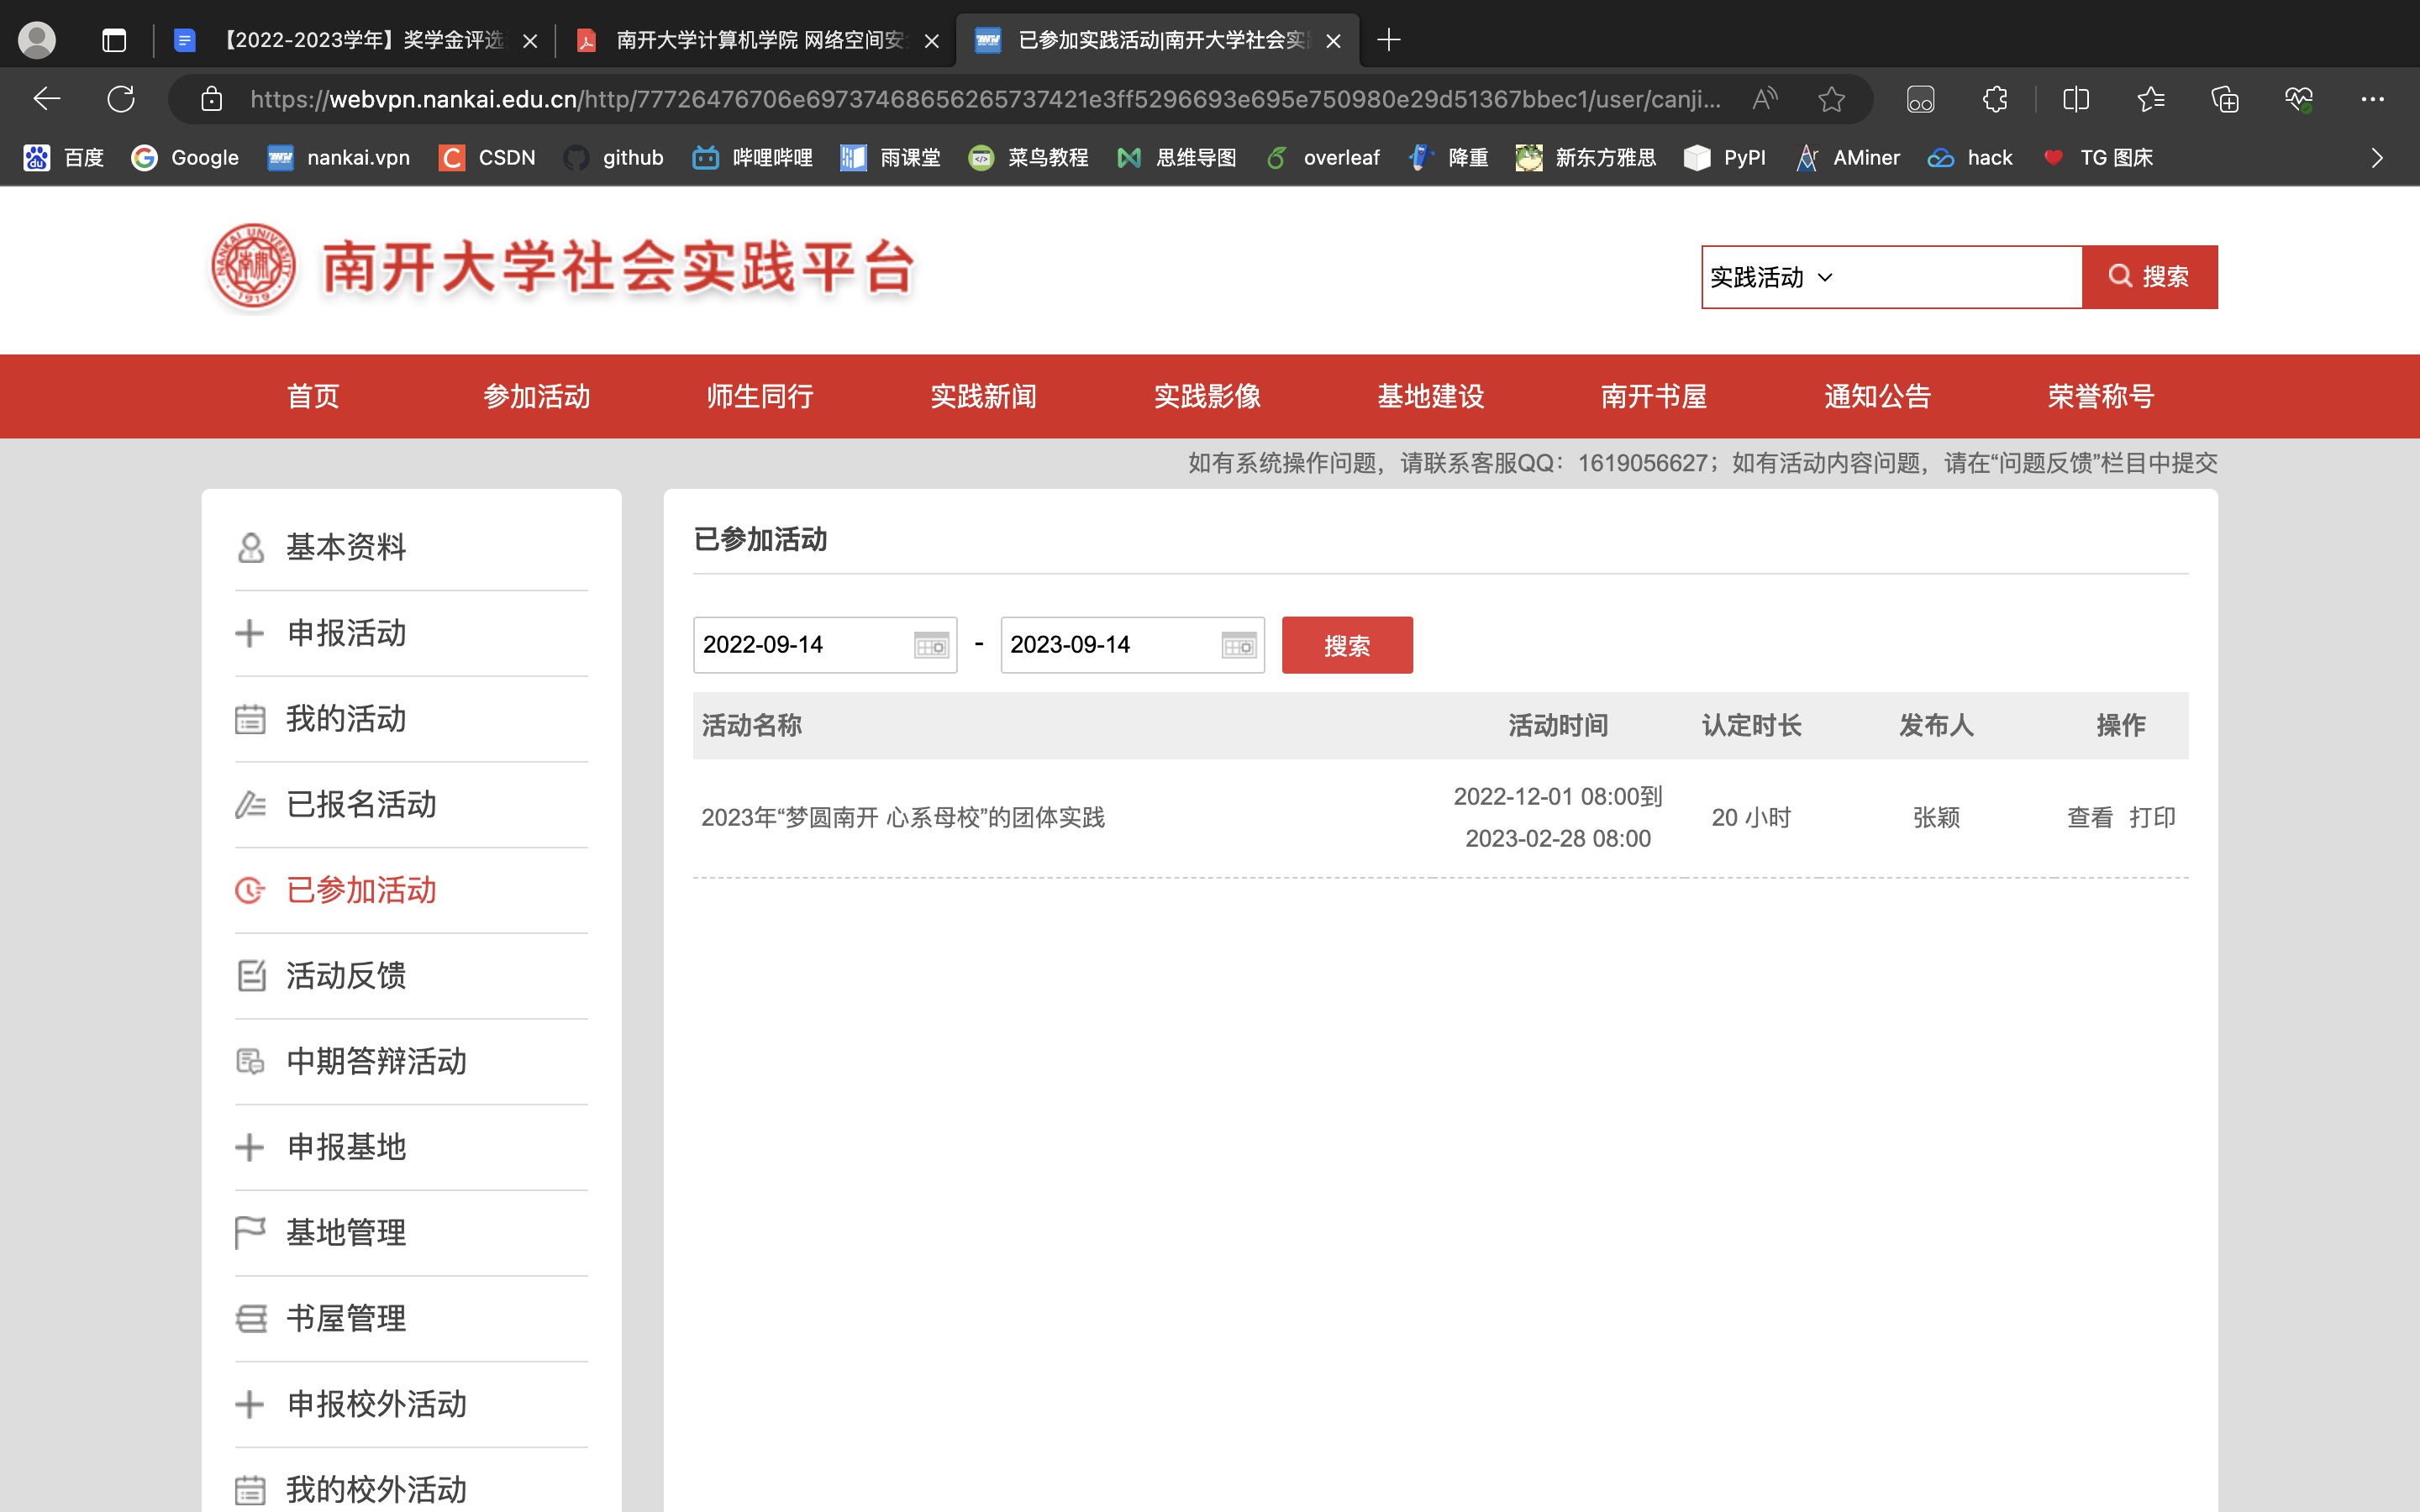 【2022-2023学年】奖学金评选
南开大学计算机学院 网络空间安
已参加实践活动|南开大学社会实
https://webvpn.nankai.edu.cn/http/77726476706e69737468656265737421e3ff5296693e695e750980e29d51367bbec1/user/canji...
百度
Google
nankai.vpn
CSDN
github
哔哩哔哩
雨课堂
菜鸟教程
思维导图
overleaf
降重
新东方雅思
PyPI
AMiner
hack
TG 图床
NANKAI UNIVERSITY
1919
南开大学社会实践平台
实践活动
搜索
首页
参加活动
师生同行
实践新闻
实践影像
基地建设
南开书屋
通知公告
荣誉称号
如有系统操作问题，请联系客服QQ：1619056627；如有活动内容问题，请在“问题反馈”栏目中提交
基本资料
申报活动
我的活动
已报名活动
已参加活动
活动反馈
中期答辩活动
申报基地
基地管理
书屋管理
申报校外活动
我的校外活动
已参加活动
2022-09-14 - 2023-09-14 搜索
活动名称 活动时间 认定时长 发布人 操作
2023年“梦圆南开 心系母校”的团体实践
2022-12-01 08:00到
2023-02-28 08:00
20 小时
张颖
查看 打印